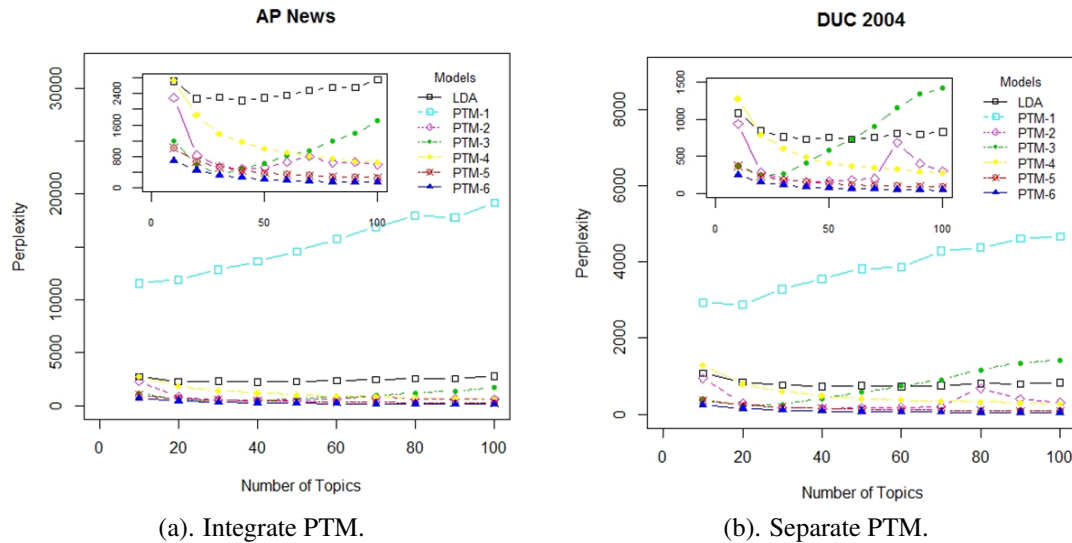 AP News
Perplexity
30000
20000
10000
5000
0
2400
1600
800
0
0
50
100
Models
LDA
PTM-1
PTM-2
PTM-3
PTM-4
PTM-5
PTM-6
0
20
40
60
80
100
Number of Topics
(a). Integrate PTM.
DUC 2004
Perplexity
8000
6000
4000
2000
0
1500
1000
500
0
0
50
100
Models
LDA
PTM-1
PTM-2
PTM-3
PTM-4
PTM-5
PTM-6
0
20
40
60
80
100
Number of Topics
(b). Separate PTM.